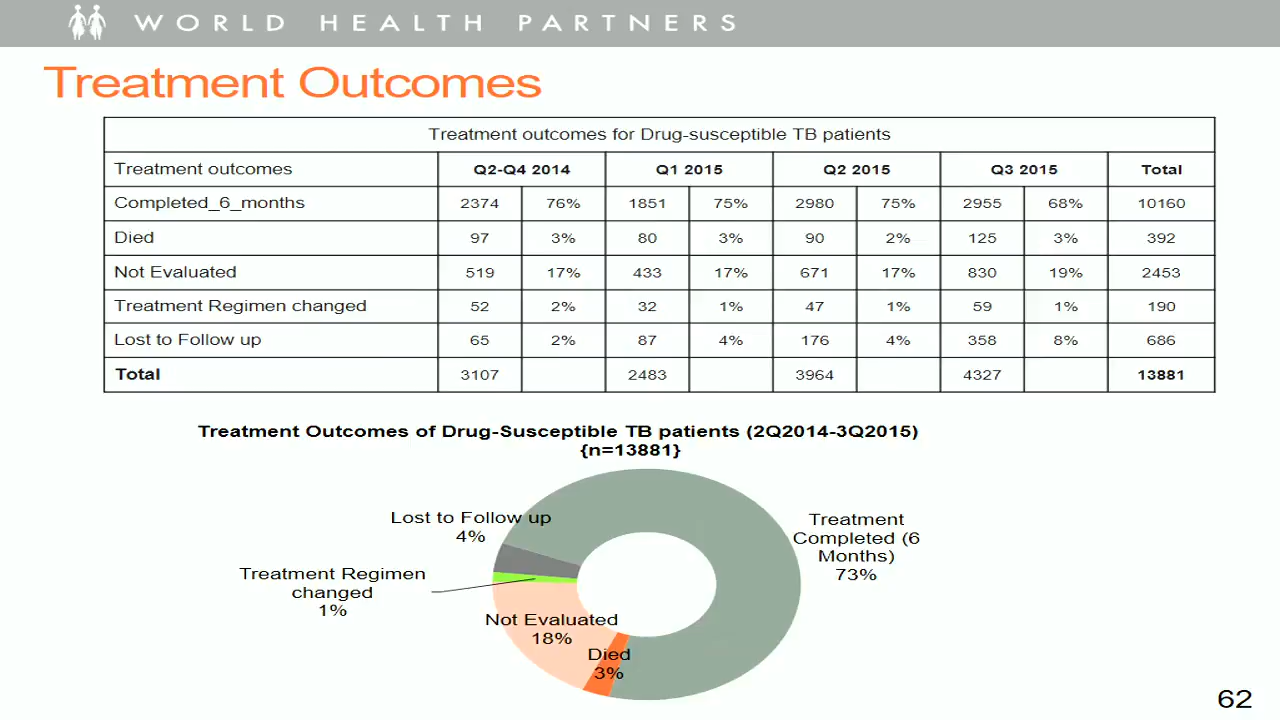 WORLD HEALTH PARTNERS
Treatment Outcomes
Treatment outcomes for Drug-susceptible TB patients
Treatment outcomes Q2-Q4 2014 Q1 2015 Q2 2015 Q3 2015 Total
Completed_6_months 2374 76% 1851 75% 2980 75% 2955 68% 10160
Died 97 3% 80 3% 90 2% 125 3% 392
Not Evaluated 519 17% 433 17% 671 17% 830 19% 2453
Treatment Regimen changed 52 2% 32 1% 47 1% 59 1% 190
Lost to Follow up 65 2% 87 4% 176 4% 358 8% 686
Total 3107 2483 3964 4327 13881
Treatment Outcomes of Drug-Susceptible TB patients (2Q2014-3Q2015)
{n=13881}
Lost to Follow up
4%
Treatment
Completed (6
Months)
73%
Treatment Regimen
changed
1%
Not Evaluated
18%
Died
3%
62